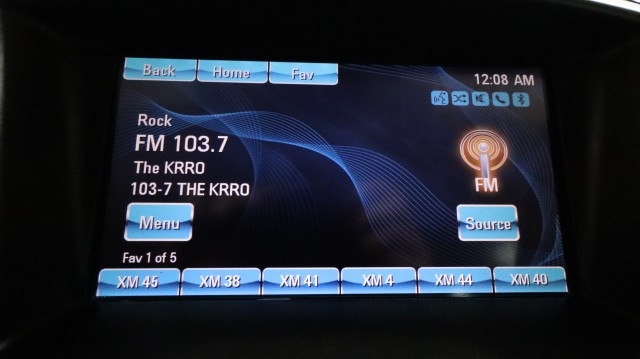 Back Home Fav
12:08 AM
Rock
FM 103.7
The KRRO
103-7 THE KRRO
FM
Menu
Source
Fav 1 of 5
XM 45 XM 38 XM 41 XM 4 XM 44 XM 40